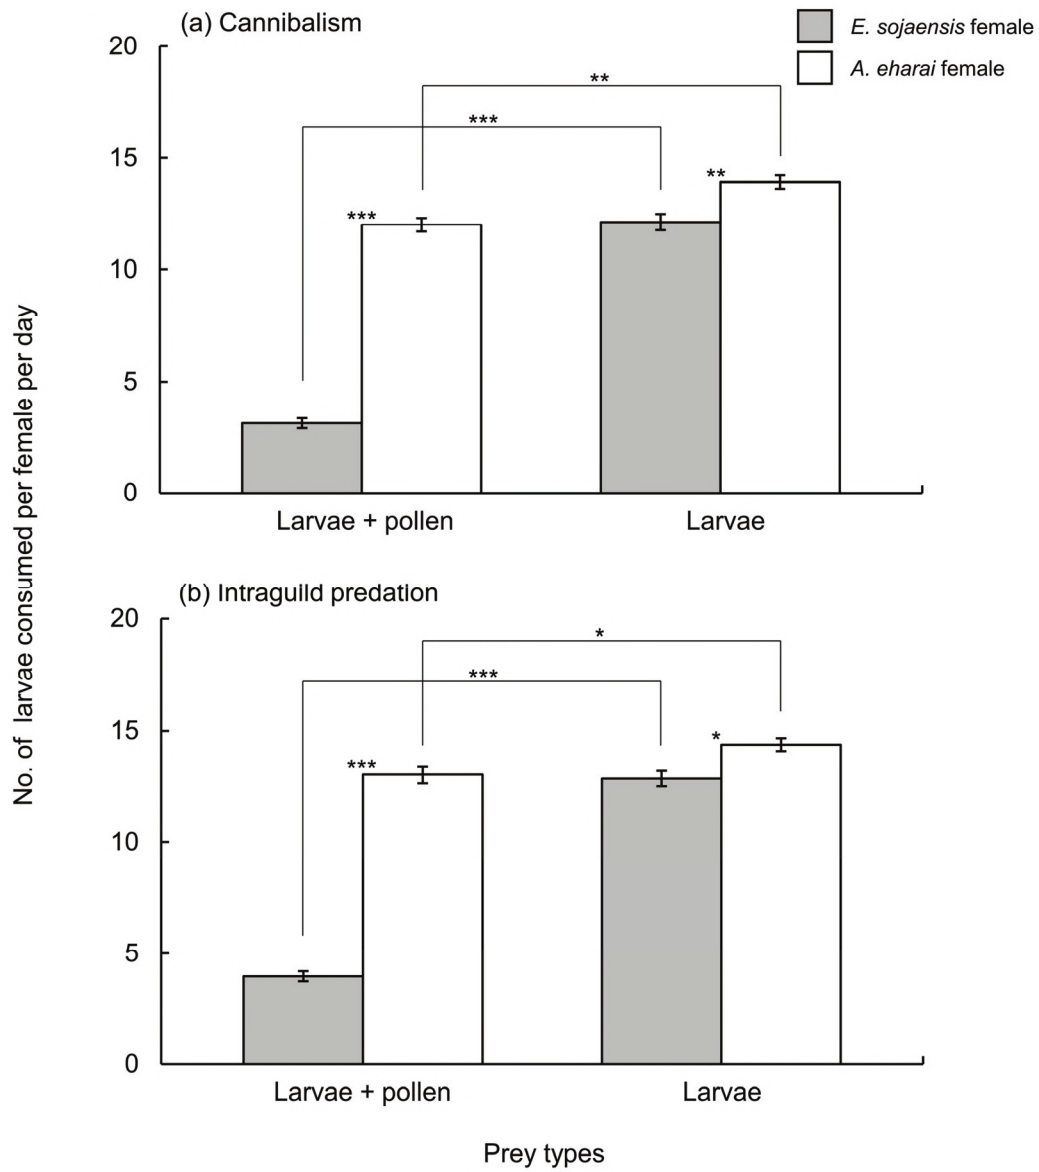 (a) Cannibalism
E. sojaensis female
A. eharai female
20
15
10
5
0
**
***
***
**
Larvae + pollen
Larvae
No. of larvae consumed per female per day
(b) Intraguild predation
20
15
10
5
0
*
***
***
*
Larvae + pollen
Larvae
Prey types